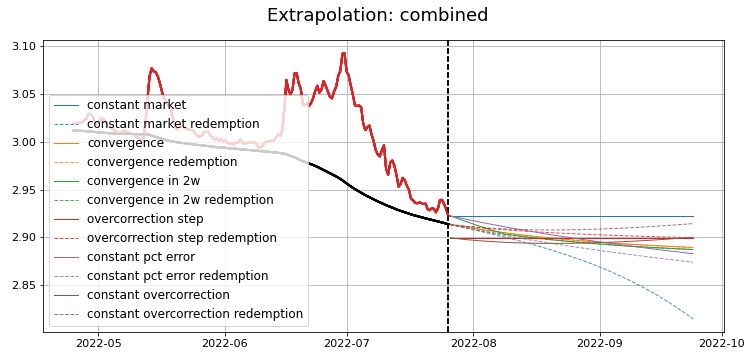 Extrapolation: combined
3.10
3.05
3.00
2.95
2.90
2.85
constant market
constant market redemption
convergence
convergence redemption
convergence in 2w
convergence in 2w redemption
overcorrection step
overcorrection step redemption
constant pct error
constant pct error redemption
constant overcorrection
constant overcorrection redemption
2022-05 2022-06 2022-07 2022-08 2022-09 2022-10